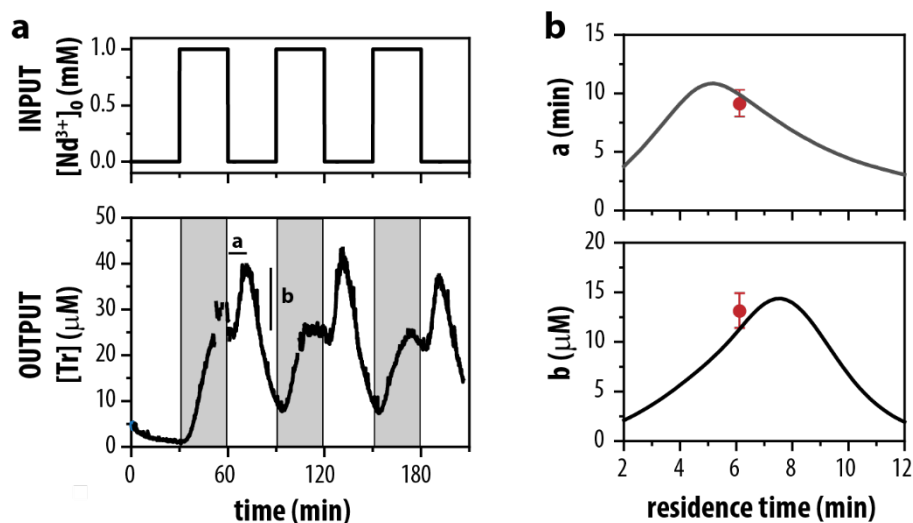 a
INPUT
[Nd³⁺]₀ (mM)
1.0
0.5
0.0
OUTPUT
[Tr] (μM)
50
40
30
20
10
0
a
b
0
60
120
180
time (min)
b
a (min)
15
10
5
0
b (μM)
20
15
10
5
0
2
4
6
8
10
12
residence time (min)